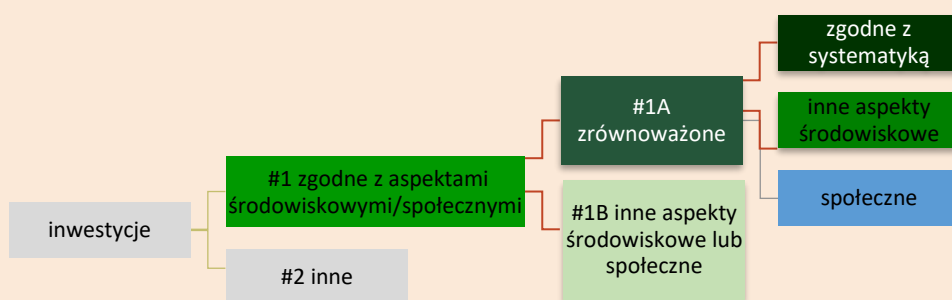 inwestycje
#1 zgodne z aspektami
środowiskowymi/społecznymi
#2 inne
#1A
zrównoważone
#1B inne aspekty
środowiskowe lub
społeczne
zgodne z
systematyką
inne aspekty
środowiskowe
społeczne